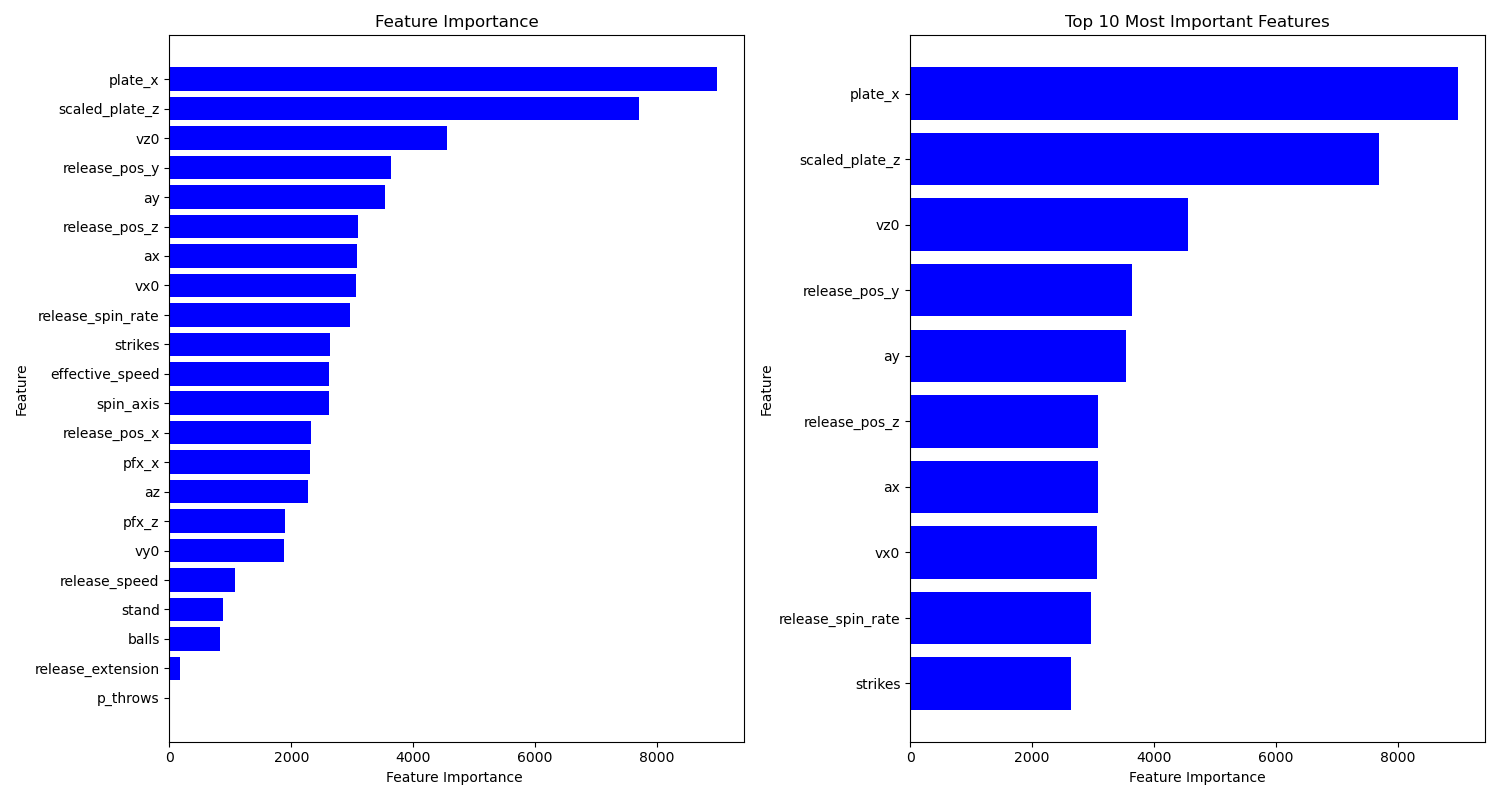 Feature Importance
plate_x
scaled_plate_z
vz0
release_pos_y
ay
release_pos_z
ax
vx0
release_spin_rate
strikes
effective_speed
spin_axis
release_pos_x
pfx_x
az
pfx_z
vy0
release_speed
stand
balls
release_extension
p_throws
Feature
0 2000 4000 6000 8000
Feature Importance
Top 10 Most Important Features
plate_x
scaled_plate_z
vz0
release_pos_y
ay
release_pos_z
ax
vx0
release_spin_rate
strikes
Feature
0 2000 4000 6000 8000
Feature Importance